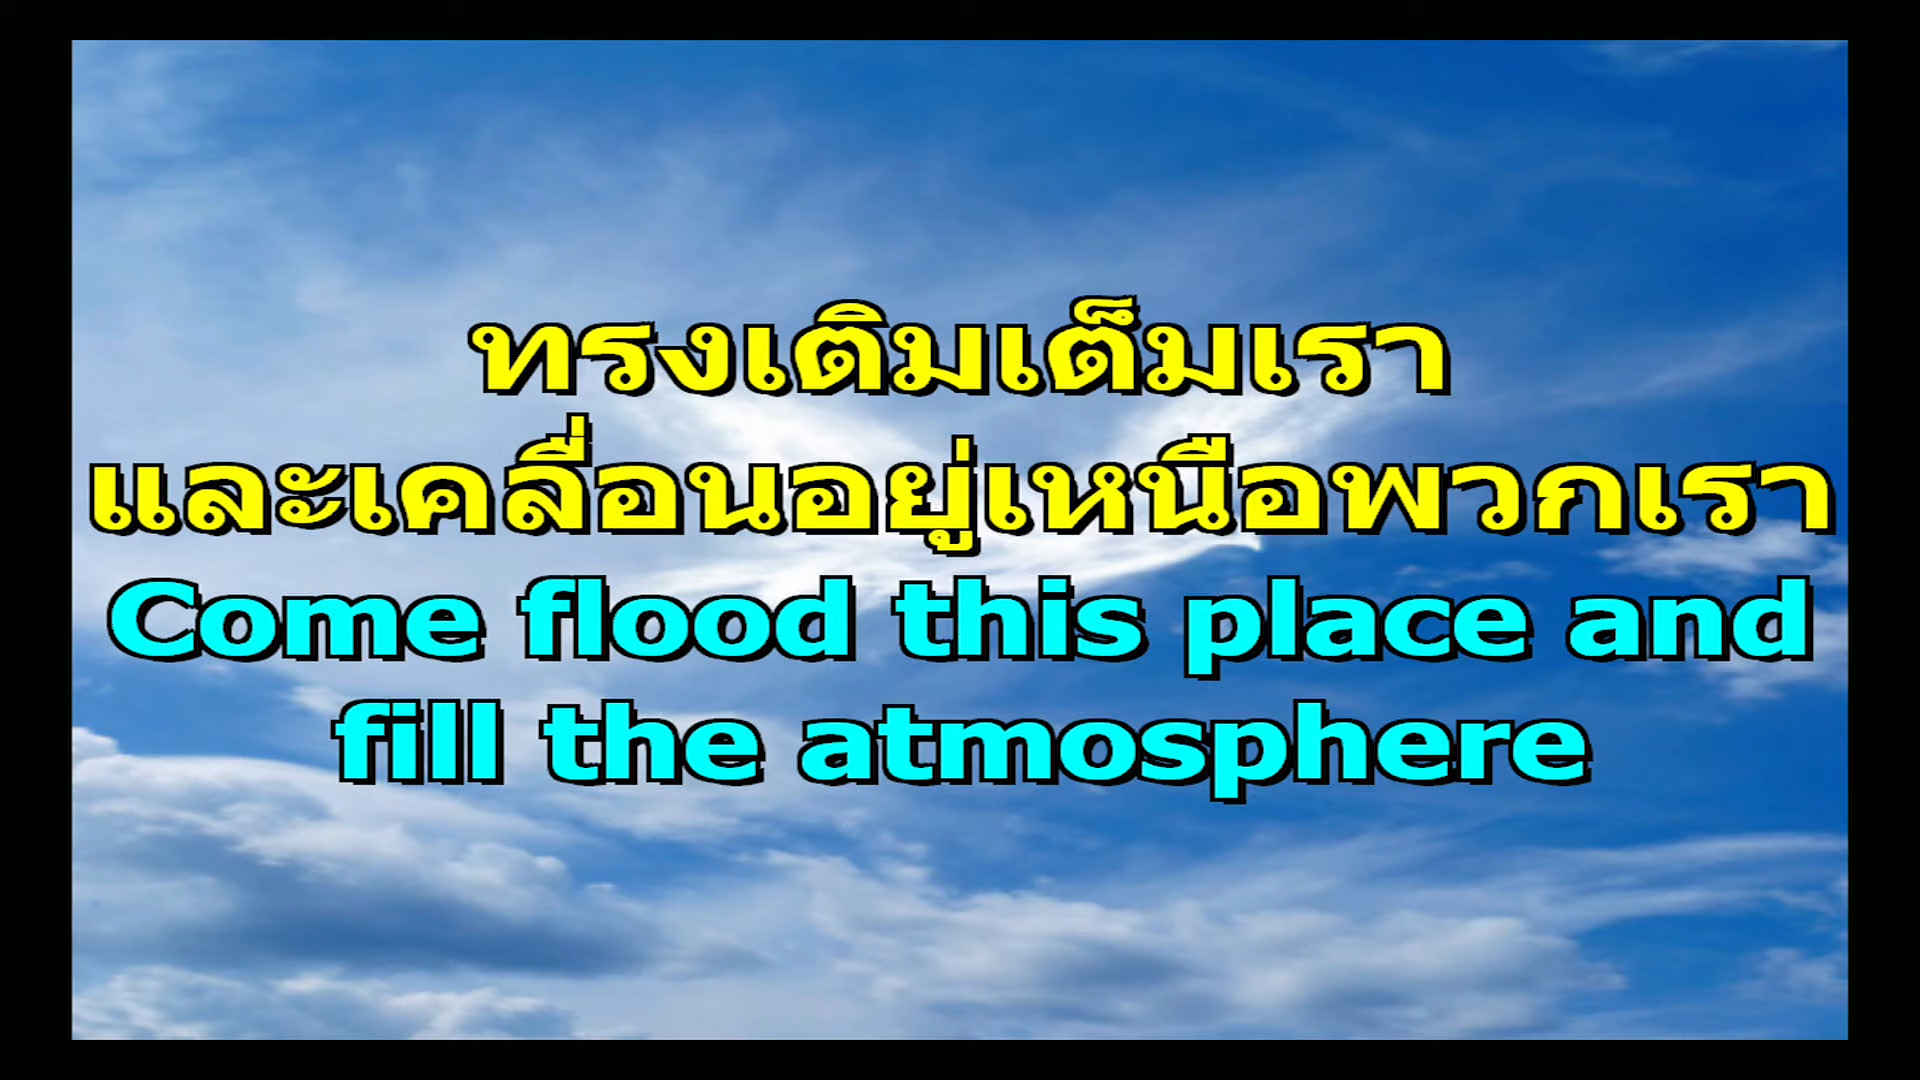 ทรงเติมเต็มเรา
และเคลื่อนอยู่เหนือพวกเรา
Come flood this place and
fill the atmosphere